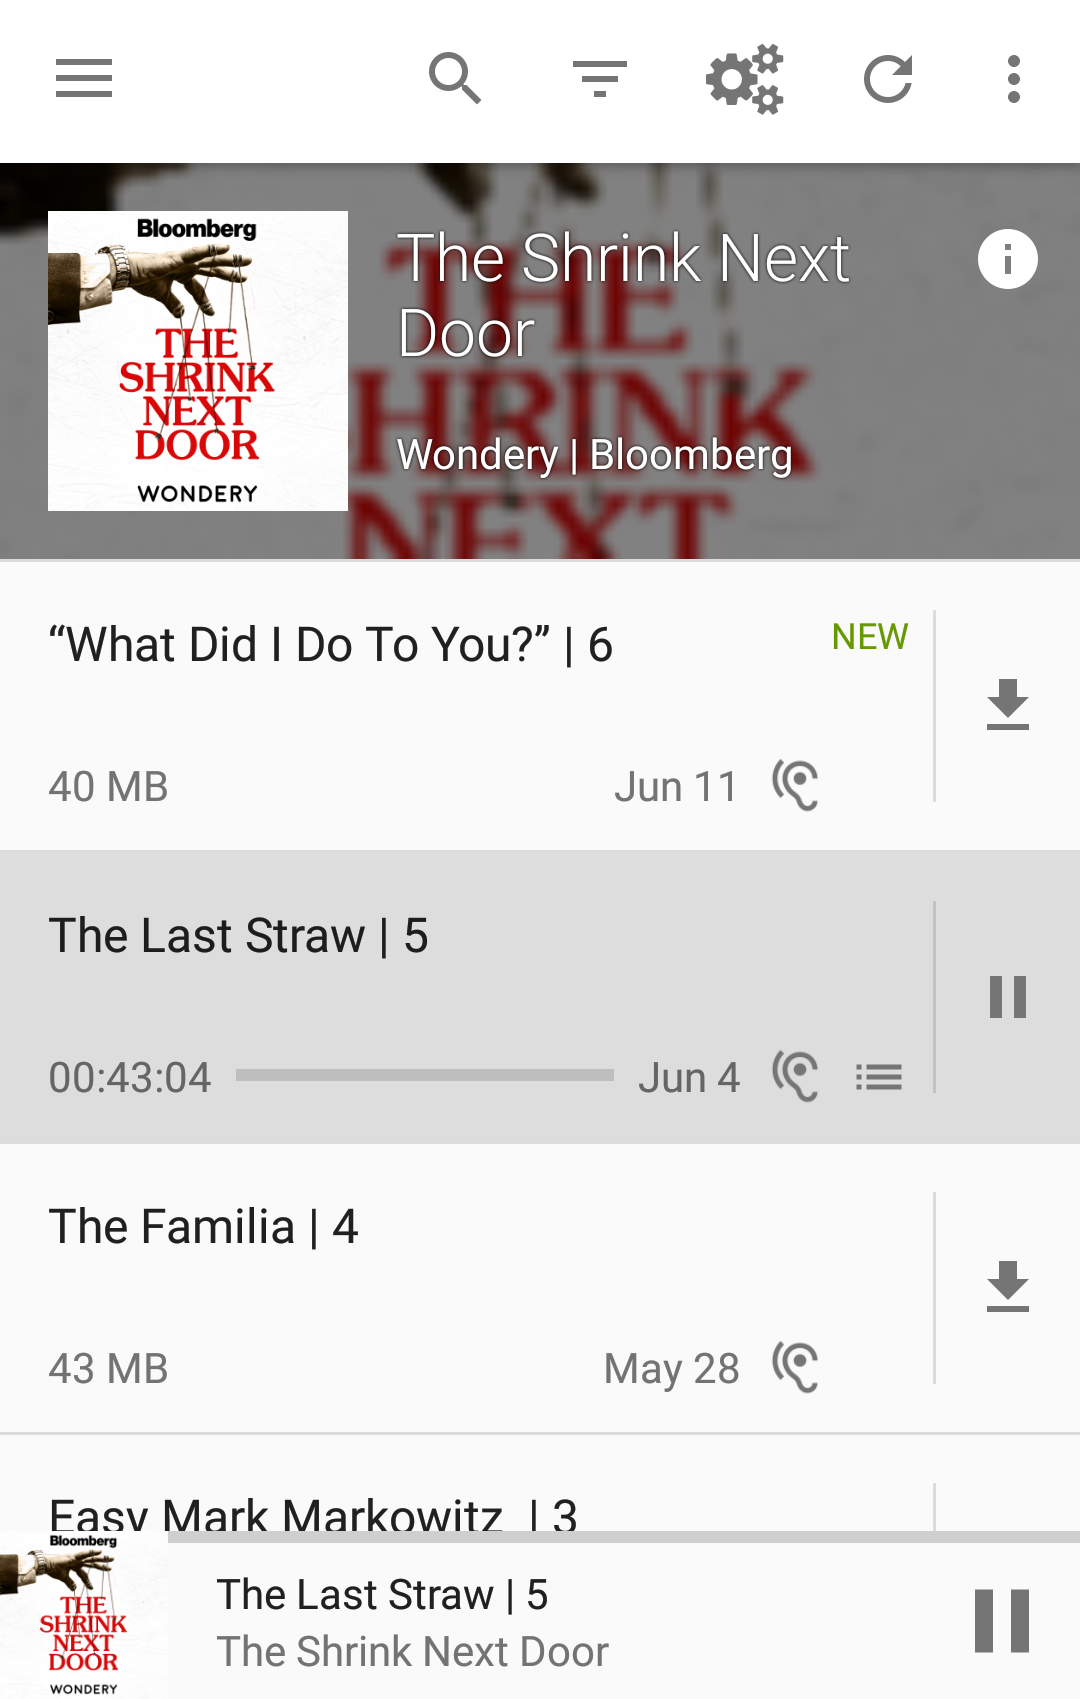 Bloomberg
THE
SHRINK
NEXT
DOOR
WONDERY
The Shrink Next
Door
Wondery | Bloomberg
THE
SHRINK
NEXT
“What Did I Do To You?” | 6
NEW
40 MB
Jun 11
The Last Straw | 5
00:43:04
Jun 4
The Familia | 4
43 MB
May 28
Easy Mark Markowitz | 3
Bloomberg
THE
SHRINK
NEXT
DOOR
WONDERY
The Last Straw | 5
The Shrink Next Door